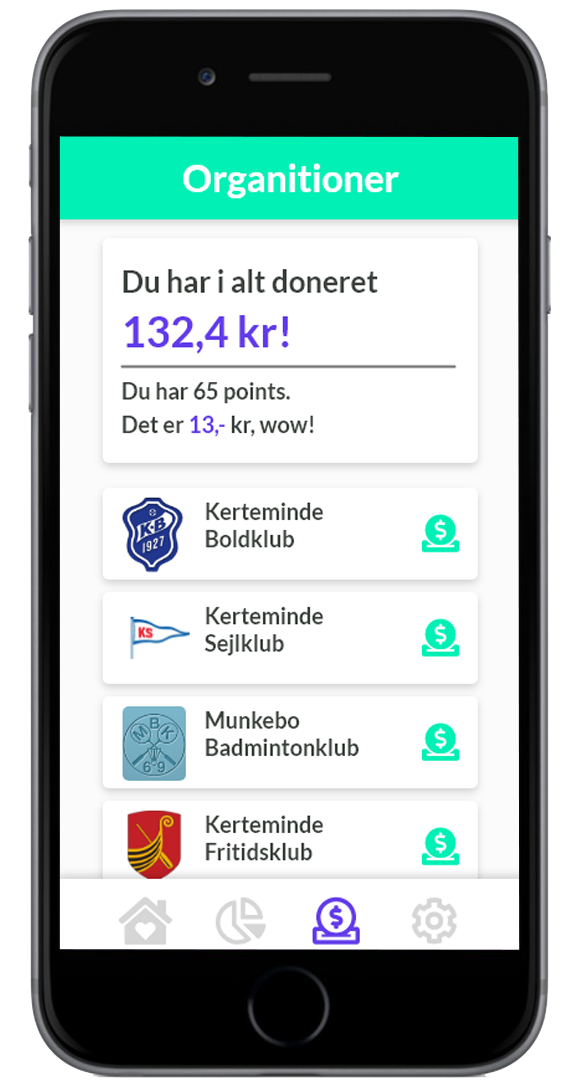 Organitioner
Du har i alt doneret
132,4 kr!
Du har 65 points.
Det er 13,- kr, wow!
KB
1927
Kerteminde
Boldklub
KS
Kerteminde
Sejlklub
MBK
69
Munkebo
Badmintonklub
Kerteminde
Fritidsklub